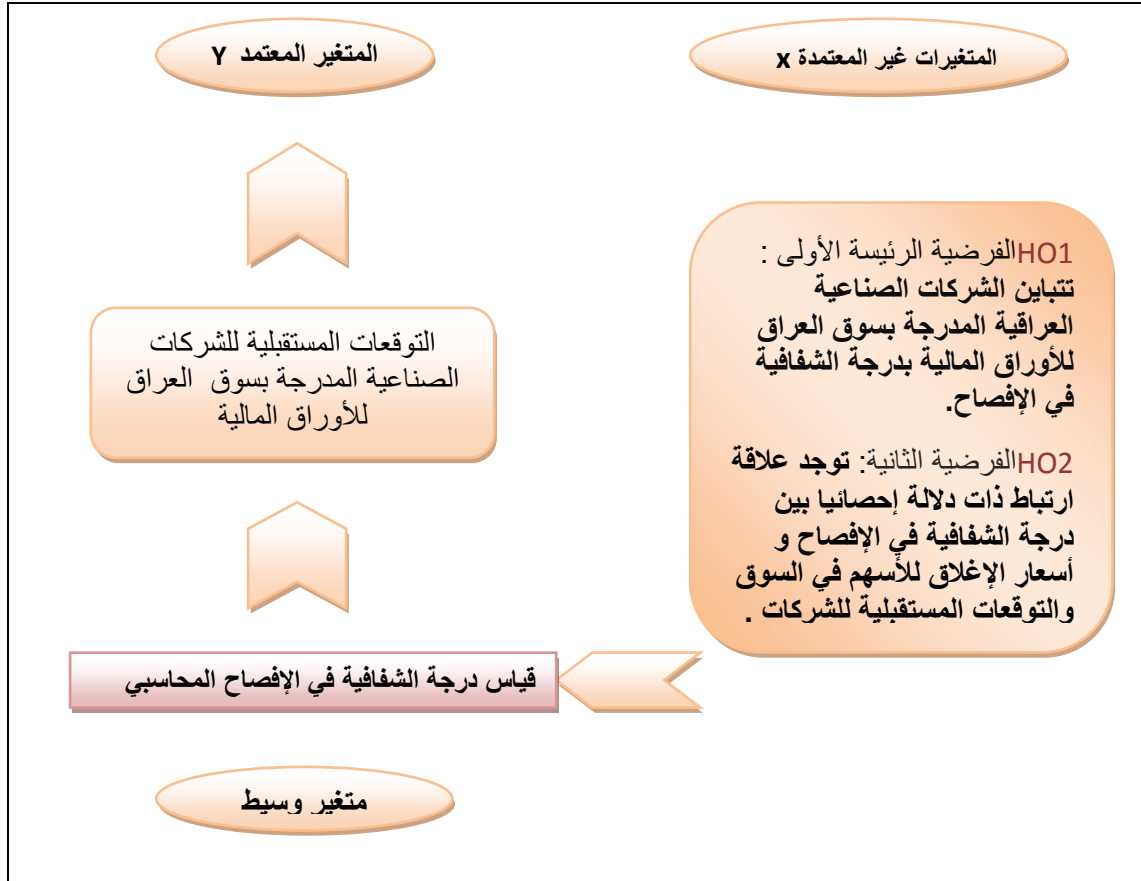 المتغيرات غير المعتمدة x
المتغير المعتمد Y
HO1الفرضية الرئيسة الأولى :
تتباين الشركات الصناعية
العراقية المدرجة بسوق العراق
للأوراق المالية بدرجة الشفافية
في الإفصاح.
HO2الفرضية الثانية: توجد علاقة
ارتباط ذات دلالة إحصائيا بين
درجة الشفافية في الإفصاح و
أسعار الإغلاق للأسهم في السوق
والتوقعات المستقبلية للشركات .
التوقعات المستقبلية للشركات
الصناعية المدرجة بسوق العراق
للأوراق المالية
قياس درجة الشفافية في الإفصاح المحاسبي
متغير وسيط